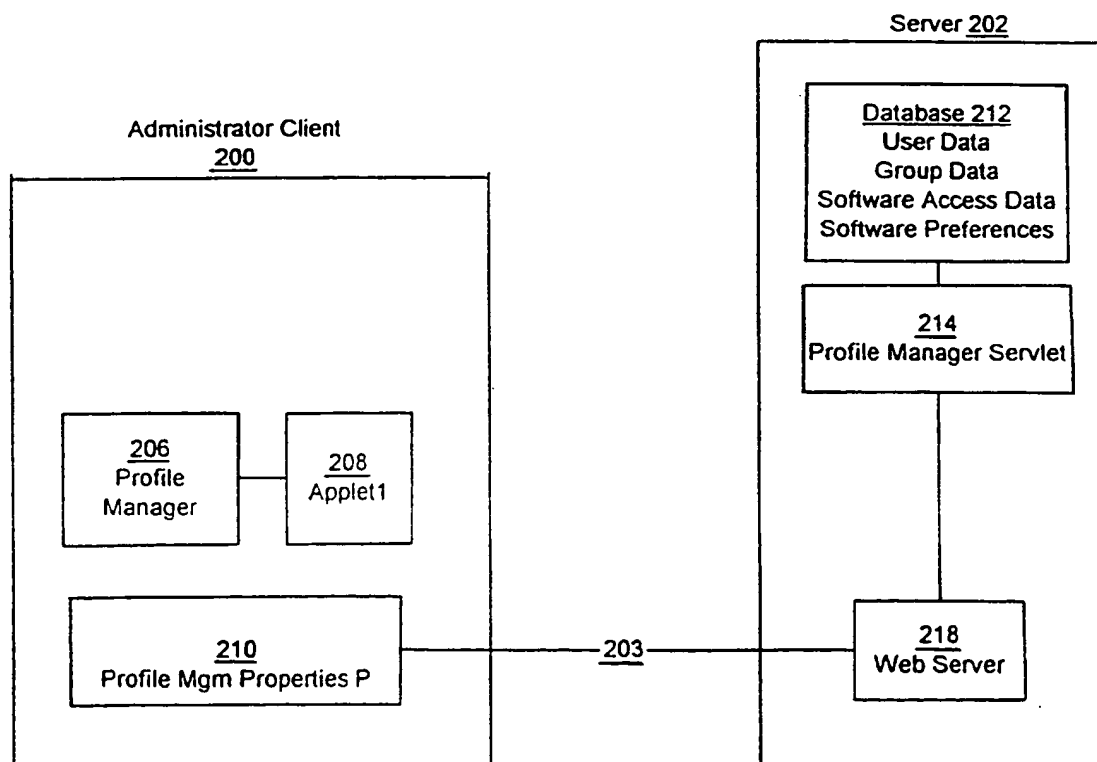 Server 202
Database 212
User Data
Group Data
Software Access Data
Software Preferences
214
Profile Manager Servlet
Administrator Client
200
206
Profile
Manager
208
Applet1
210
Profile Mgm Properties P
203
218
Web Server